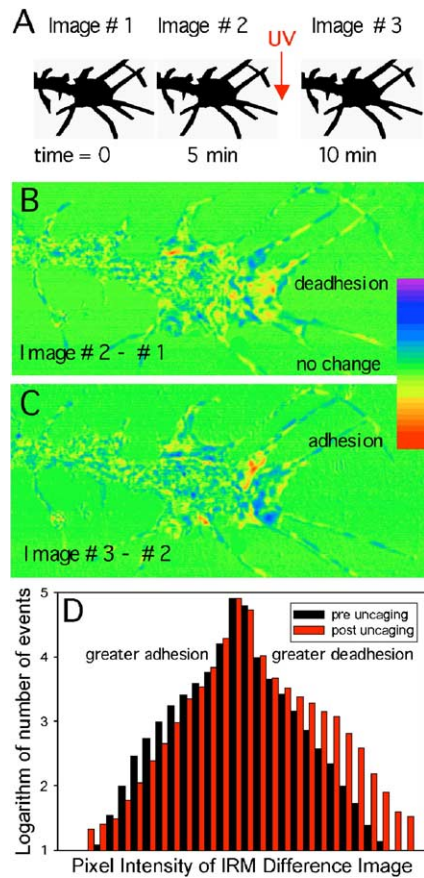 A Image # 1 Image # 2 UV Image # 3
time = 0 5 min 10 min
B
deadhesion
Image # 2 - # 1
no change
C
adhesion
Image # 3 - # 2
D
pre uncaging
post uncaging
greater adhesion greater deadhesion
Logarithm of number of events
5
4
3
2
1
Pixel Intensity of IRM Difference Image